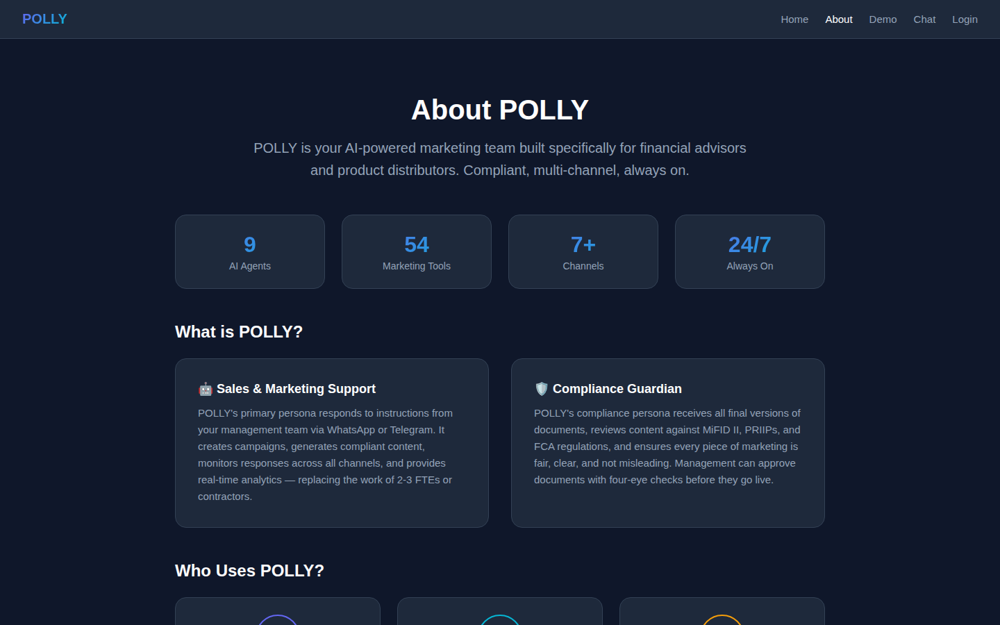 POLLY
Home About Demo Chat Login
About POLLY
POLLY is your AI-powered marketing team built specifically for financial advisors
and product distributors. Compliant, multi-channel, always on.
9
AI Agents
54
Marketing Tools
7+
Channels
24/7
Always On
What is POLLY?
🤖 Sales & Marketing Support
POLLY's primary persona responds to instructions from
your management team via WhatsApp or Telegram. It
creates campaigns, generates compliant content,
monitors responses across all channels, and provides
real-time analytics — replacing the work of 2-3 FTEs or
contractors.
🛡️ Compliance Guardian
POLLY's compliance persona receives all final versions of
documents, reviews content against MiFID II, PRIIPs, and
FCA regulations, and ensures every piece of marketing is
fair, clear, and not misleading. Management can approve
documents with four-eye checks before they go live.
Who Uses POLLY?